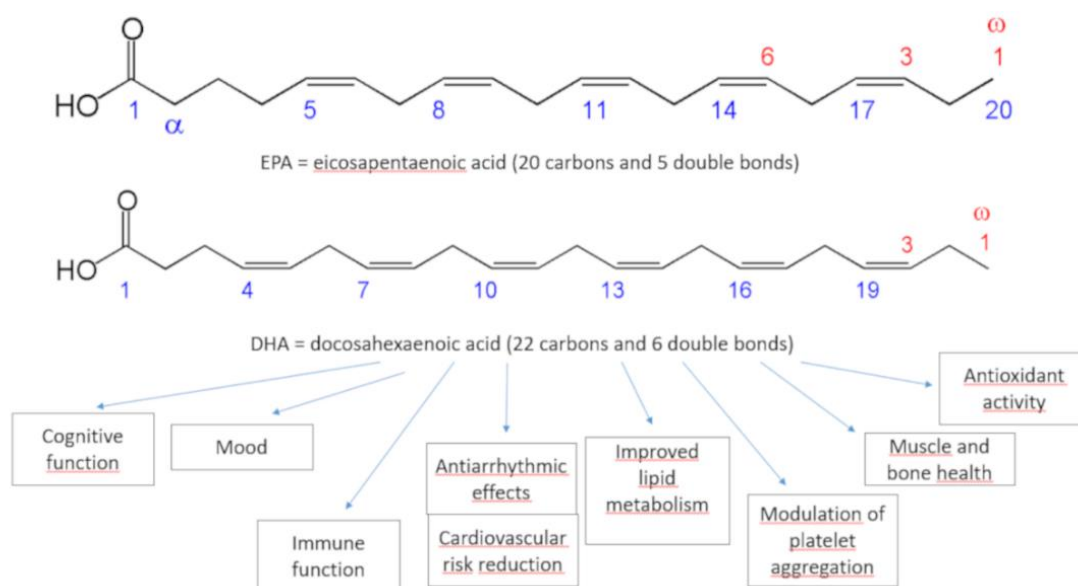 O
HO
1
α
5
8
11
14
17
20
6
3
ω
1
EPA = eicosapentaenoic acid (20 carbons and 5 double bonds)
O
HO
1
4
7
10
13
16
19
3
ω
1
DHA = docosahexaenoic acid (22 carbons and 6 double bonds)
Cognitive
function
Mood
Immune
function
Antiarrhythmic
effects
Cardiovascular
risk reduction
Improved
lipid
metabolism
Modulation of
platelet
aggregation
Muscle and
bone health
Antioxidant
activity